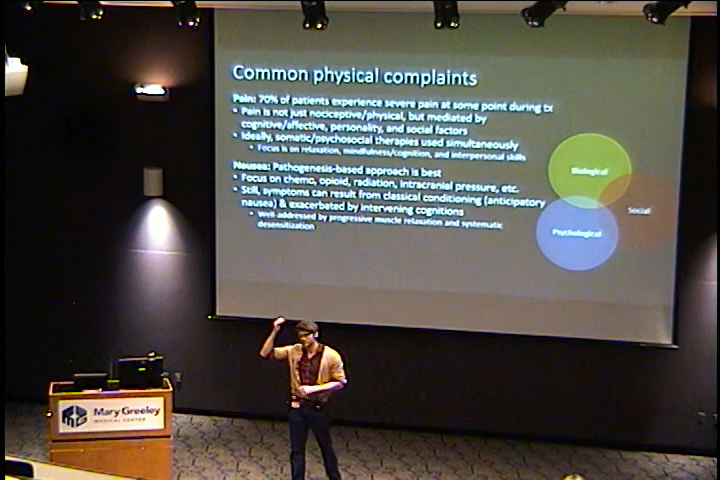 Common physical complaints
Pain: 70% of patients experience severe pain at some point during tx
• Pain is not just nociceptive/physical, but mediated by
cognitive/affective, personality, and social factors
• Ideally, somatic/psychosocial therapies used simultaneously
• Focus is on relaxation, mindfulness/cognition, and interpersonal skills
Nausea: Pathogenesis-based approach is best
• Focus on chemo, opioid, radiation, intracranial pressure, etc.
• Still, symptoms can result from classical conditioning (anticipatory
nausea) & exacerbated by intervening cognitions
• Well-addressed by progressive muscle relaxation and systematic
desensitization
Biological
Social
Psychological
Mary Greeley
MEDICAL CENTER